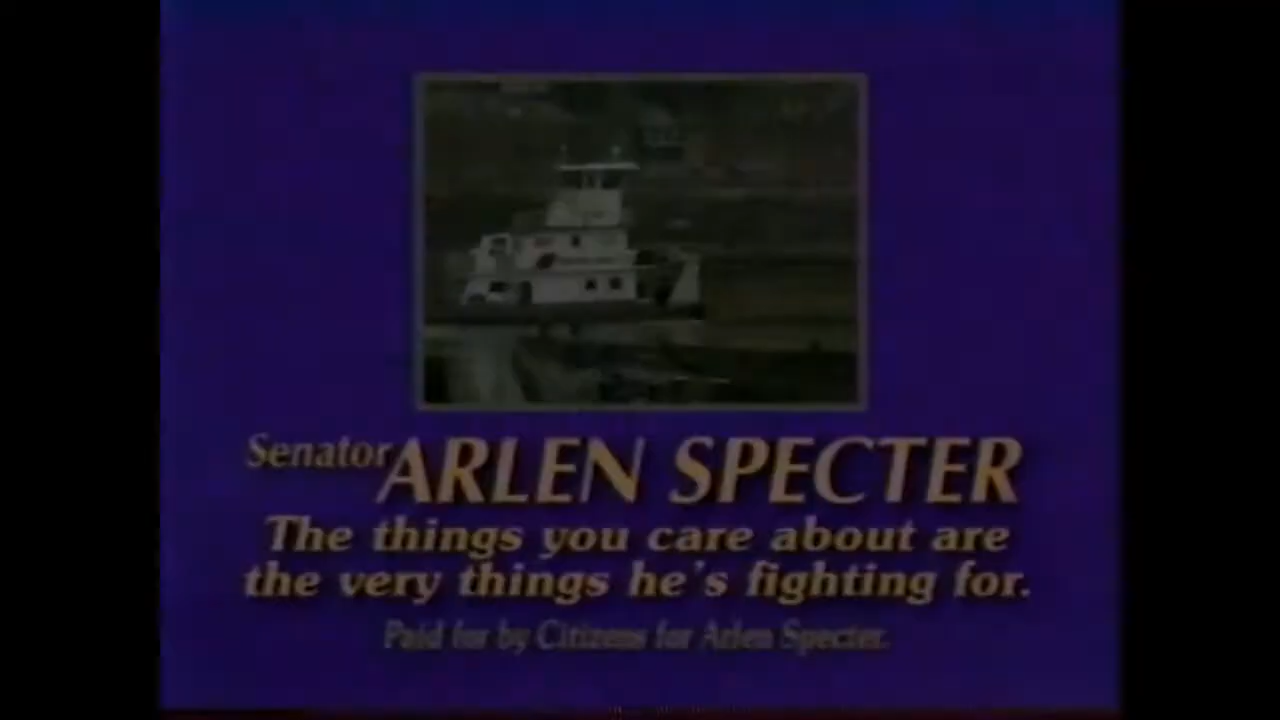 Senator ARLEN SPECTER
The things you care about are
the very things he's fighting for.
Paid for by Citizens for Arlen Specter.